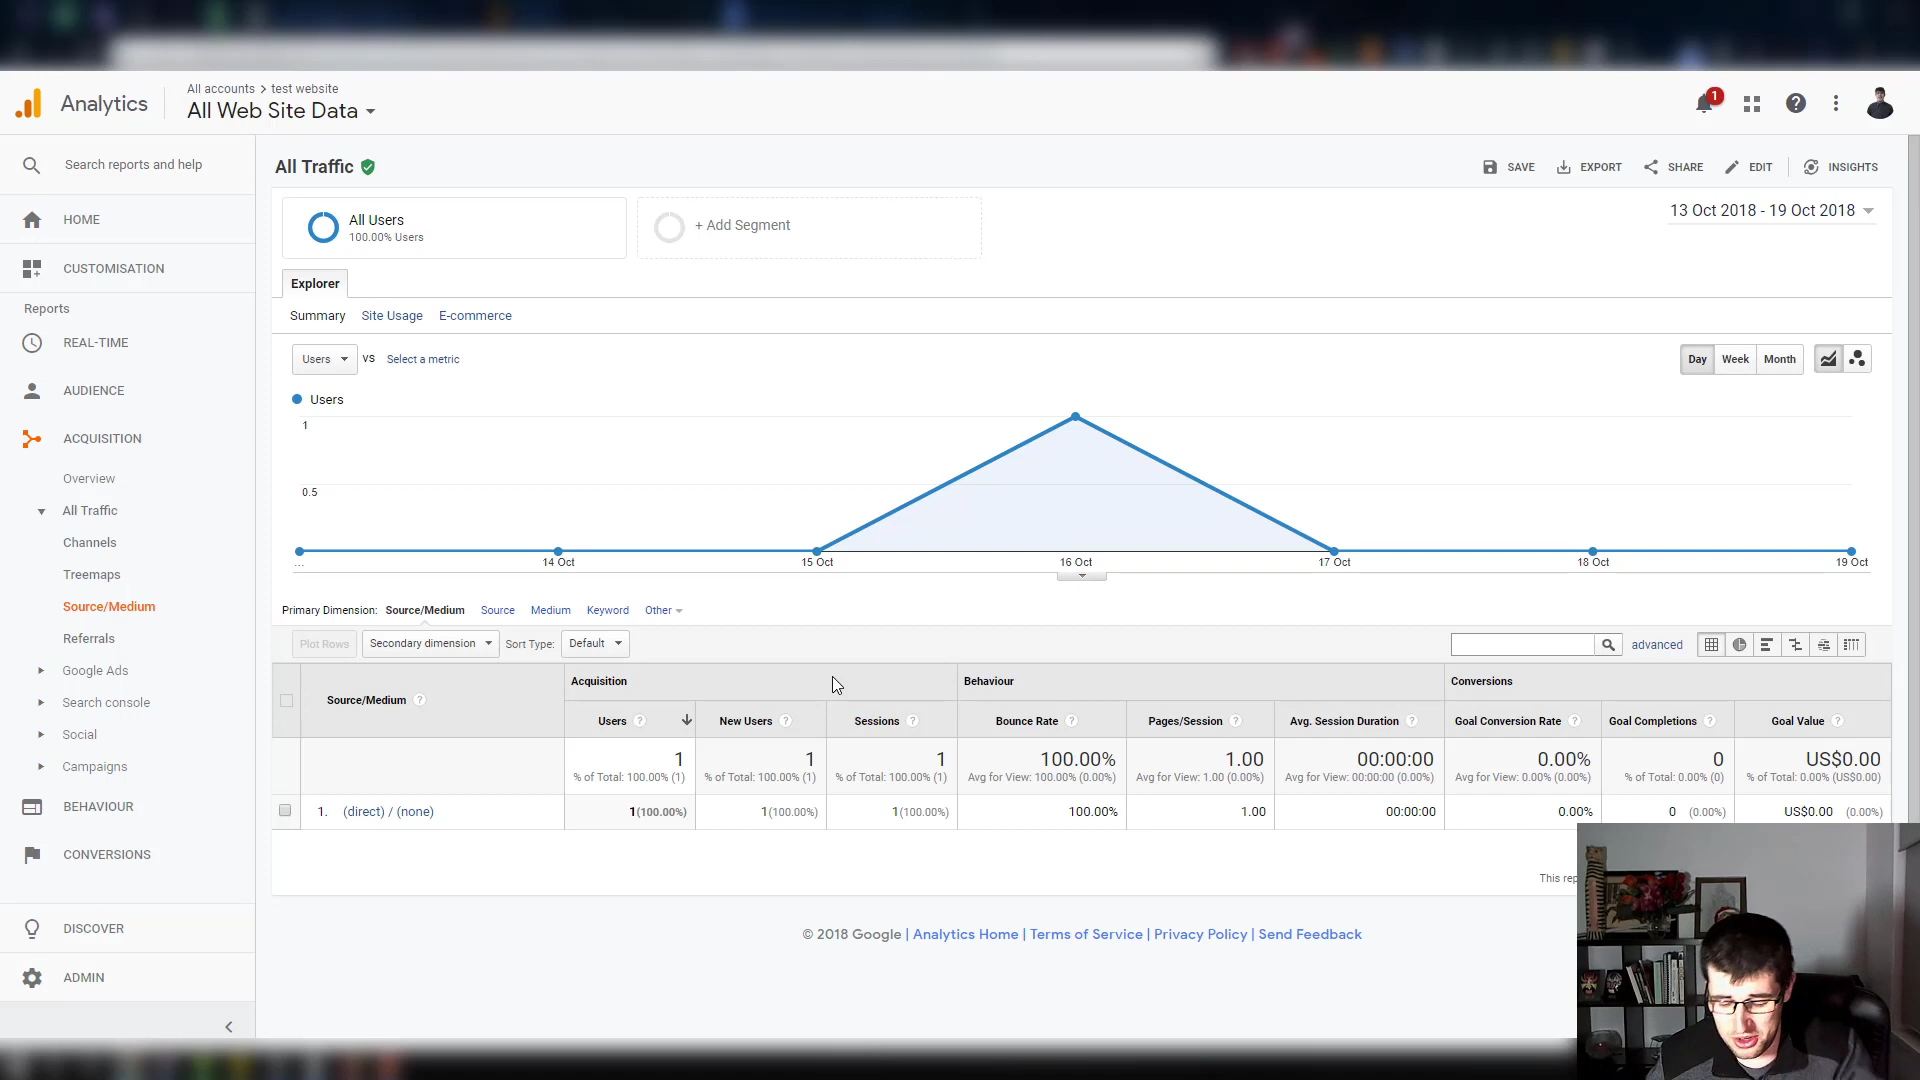 Analytics
All accounts > test website
All Web Site Data
1
Search reports and help
HOME
CUSTOMISATION
Reports
REAL-TIME
AUDIENCE
ACQUISITION
Overview
All Traffic
Channels
Treemaps
Source/Medium
Referrals
Google Ads
Search console
Social
Campaigns
BEHAVIOUR
CONVERSIONS
DISCOVER
ADMIN
All Traffic
SAVE EXPORT SHARE EDIT INSIGHTS
All Users
100.00% Users
+ Add Segment
13 Oct 2018 - 19 Oct 2018
Explorer
Summary Site Usage E-commerce
Users VS Select a metric
Day Week Month
Users
1
0.5
... 14 Oct 15 Oct 16 Oct 17 Oct 18 Oct 19 Oct
Primary Dimension: Source/Medium Source Medium Keyword Other
Plot Rows Secondary dimension Sort Type: Default advanced
Source/Medium ?
Acquisition Behaviour Conversions
Users ? New Users ? Sessions ? Bounce Rate ? Pages/Session ? Avg. Session Duration ? Goal Conversion Rate ? Goal Completions ? Goal Value ?
1 1 1 100.00% 1.00 00:00:00 0.00% 0 US$0.00
% of Total: 100.00% (1) % of Total: 100.00% (1) % of Total: 100.00% (1) Avg for View: 100.00% (0.00%) Avg for View: 1.00 (0.00%) Avg for View: 00:00:00 (0.00%) Avg for View: 0.00% (0.00%) % of Total: 0.00% (0) % of Total: 0.00% (US$0.00)
1. (direct) / (none) 1(100.00%) 1(100.00%) 1(100.00%) 100.00% 1.00 00:00:00 0.00% 0 (0.00%) US$0.00 (0.00%)
This rep
© 2018 Google | Analytics Home | Terms of Service | Privacy Policy | Send Feedback